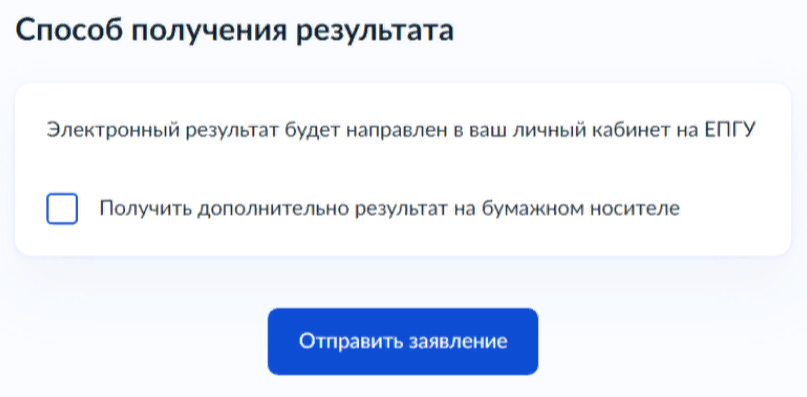 Способ получения результата
Электронный результат будет направлен в ваш личный кабинет на ЕПГУ
Получить дополнительно результат на бумажном носителе
Отправить заявление